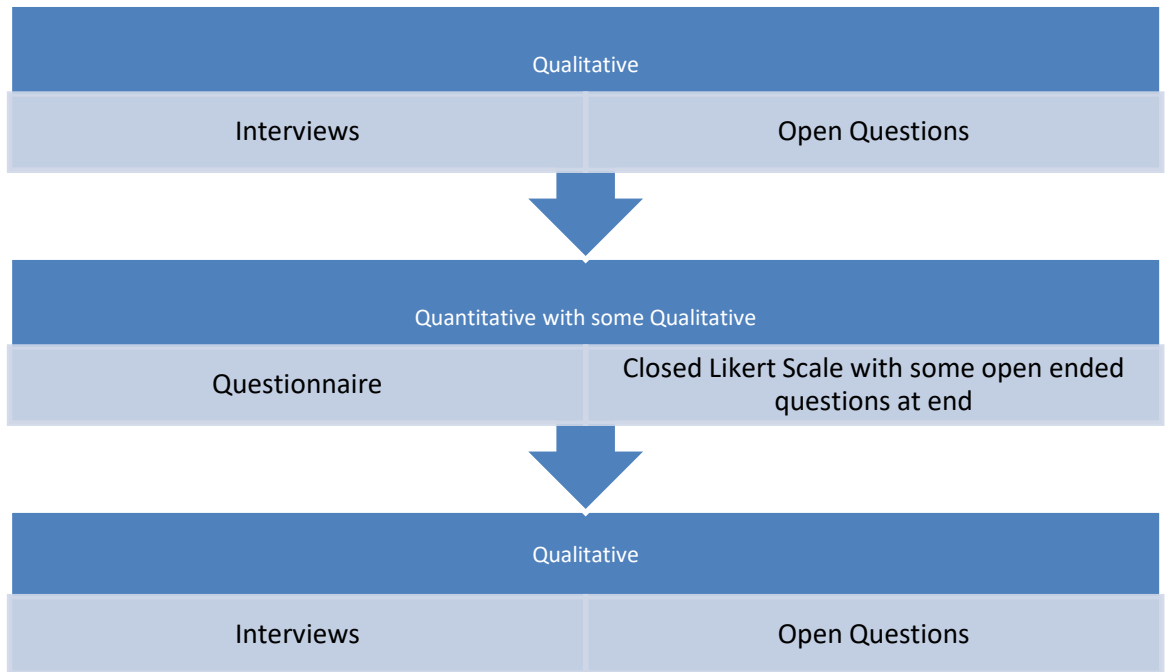 Qualitative
Interviews
Open Questions
Quantitative with some Qualitative
Questionnaire
Closed Likert Scale with some open ended
questions at end
Qualitative
Interviews
Open Questions